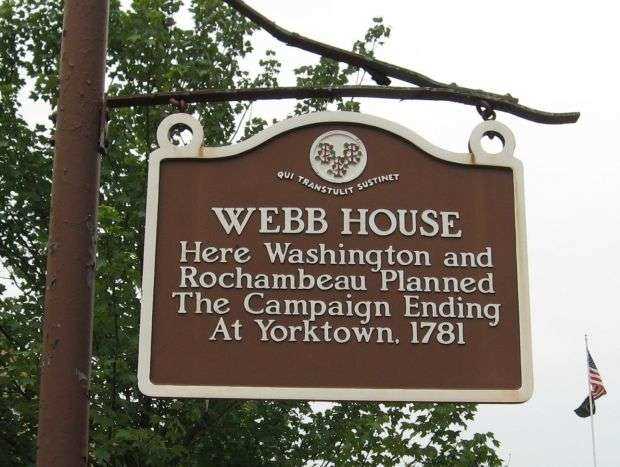 QUI TRANSTULIT SUSTINET
WEBB HOUSE
Here Washington and
Rochambeau Planned
The Campaign Ending
At Yorktown, 1781